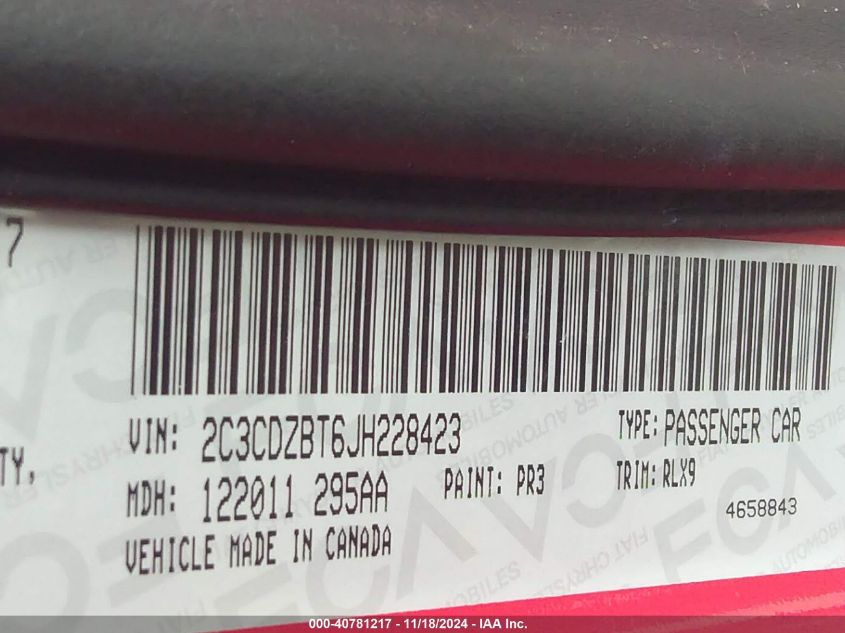 7
VIN: 2C3CDZBT6JH228423
TYPE: PASSENGER CAR
TY,
MDH: 122011 295AA
PAINT: PR3
TRIM: RLX9
4658843
VEHICLE MADE IN CANADA
000-40781217 - 11/18/2024 - IAA Inc.